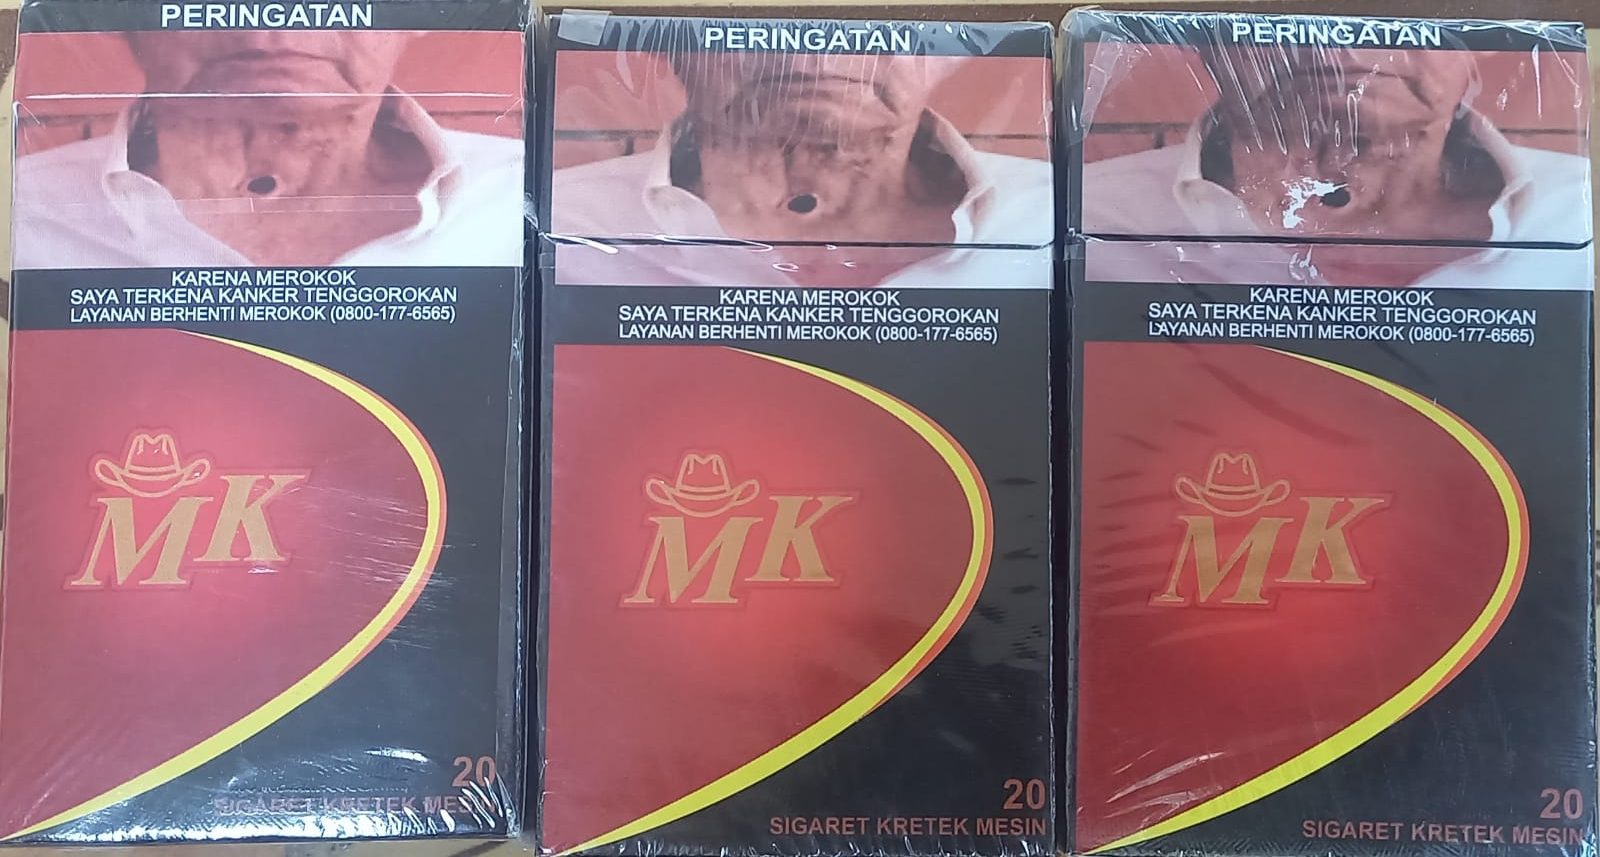 PERINGATAN
KARENA MEROKOK
SAYA TERKENA KANKER TENGGOROKAN
LAYANAN BERHENTI MEROKOK (0800-177-6565)
MK
20
SIGARET KRETEK MESIN
PERINGATAN
KARENA MEROKOK
SAYA TERKENA KANKER TENGGOROKAN
LAYANAN BERHENTI MEROKOK (0800-177-6565)
MK
20
SIGARET KRETEK MESIN
PERINGATAN
KARENA MEROKOK
SAYA TERKENA KANKER TENGGOROKAN
LAYANAN BERHENTI MEROKOK (0800-177-6565)
MK
20
SIGARET KRETEK MESIN